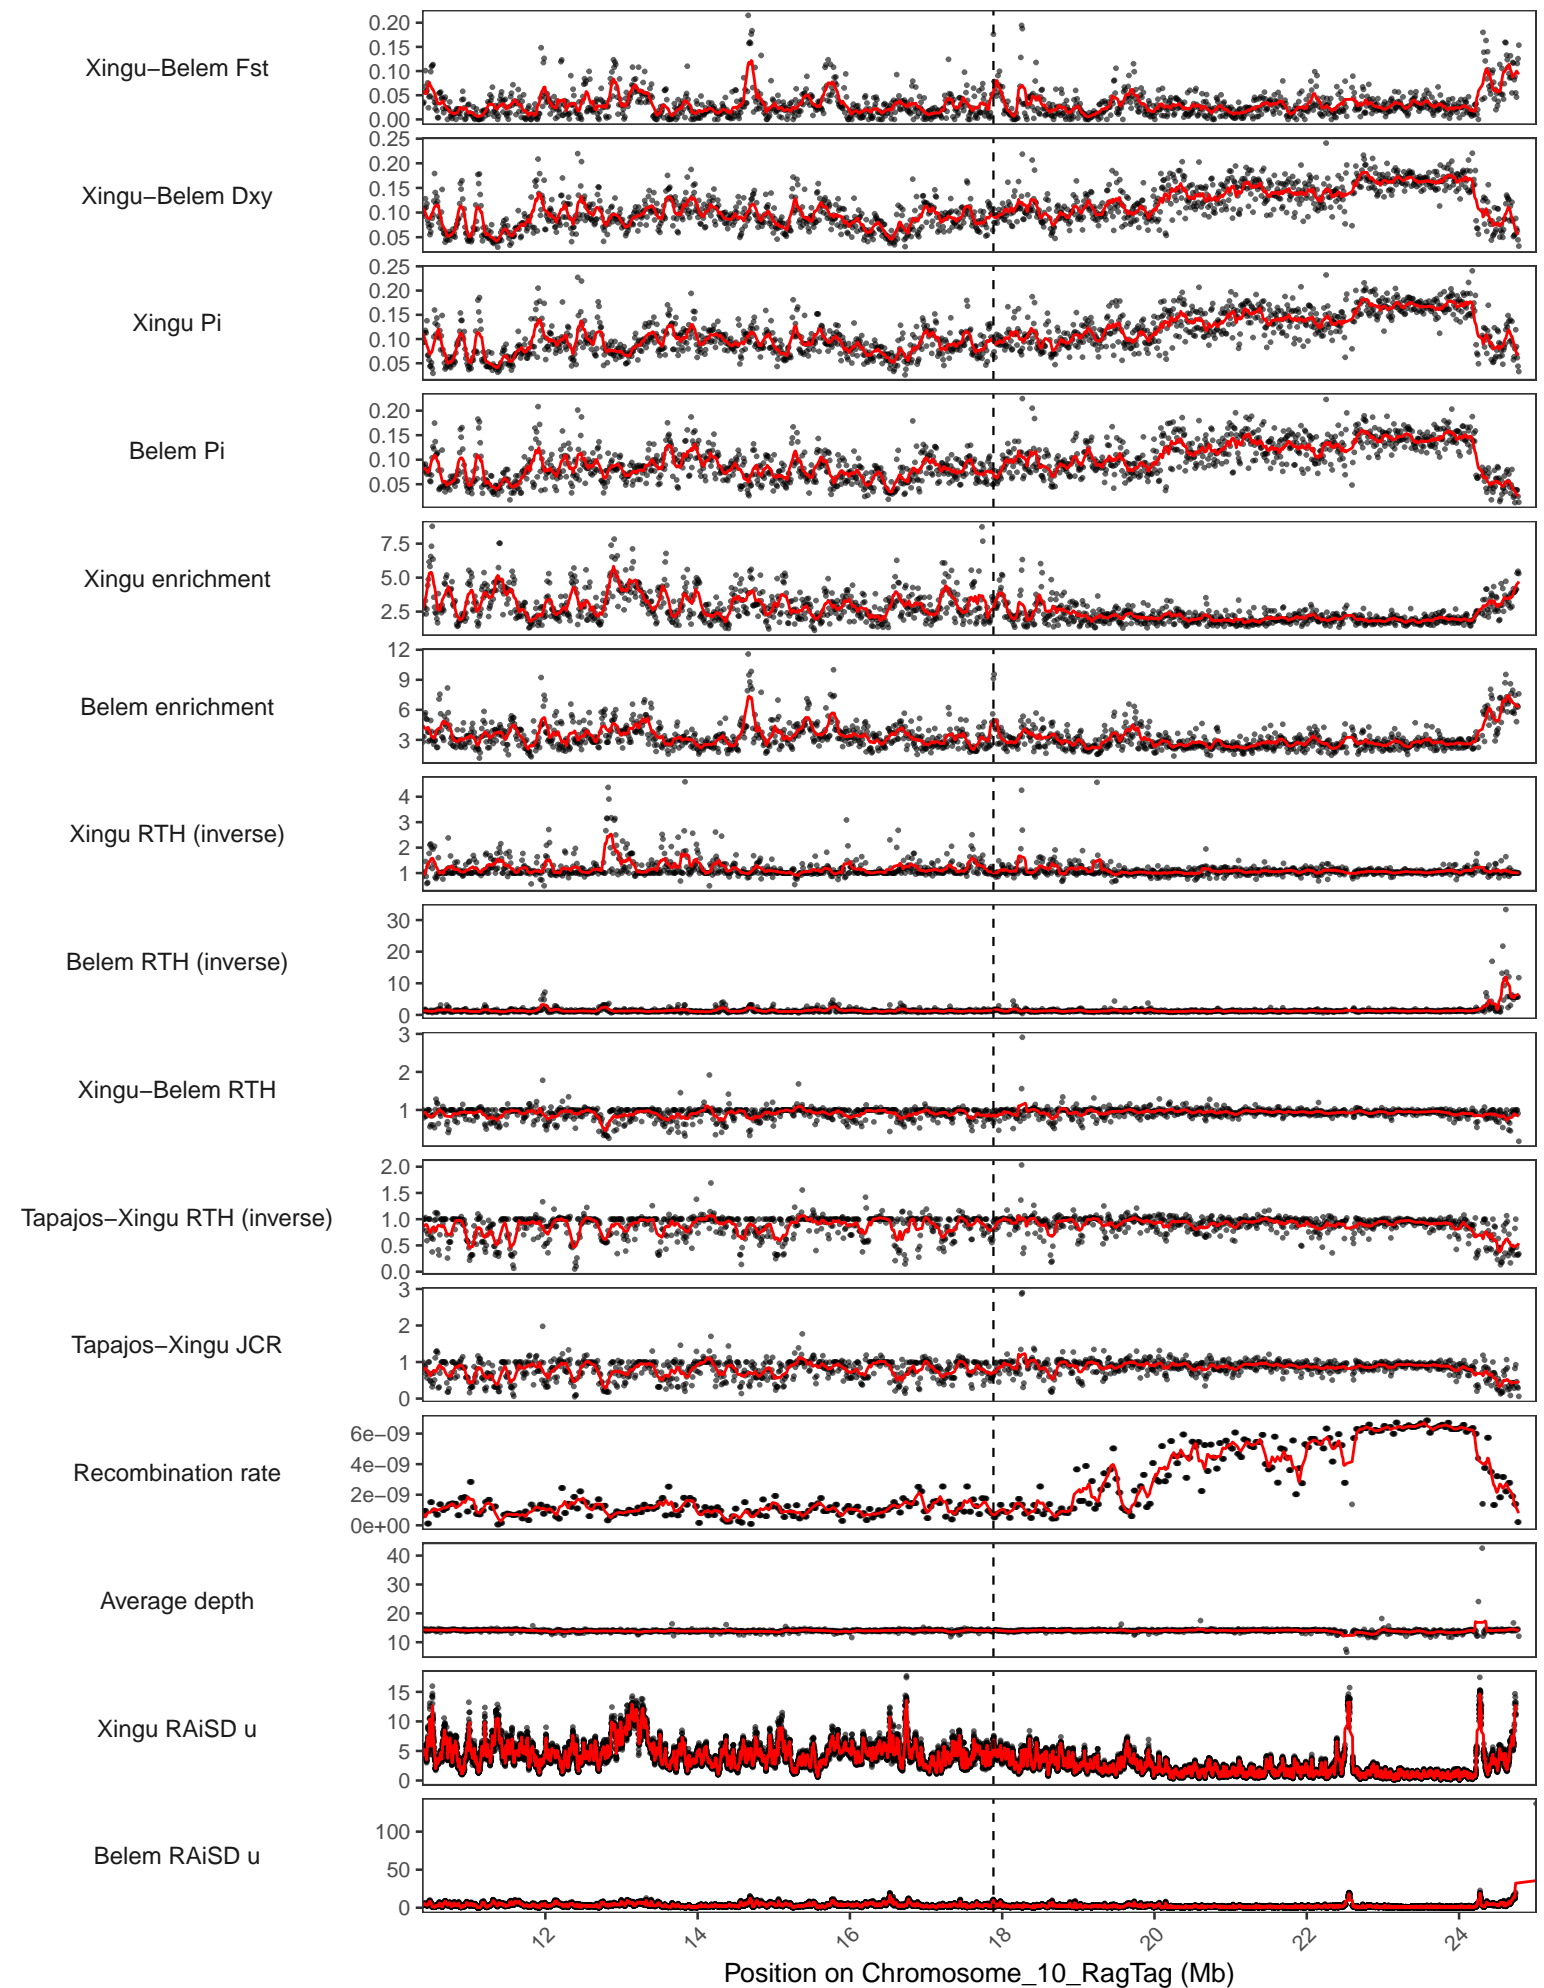 Xingu−Belem Fst
0.20
0.15
0.10
0.05
0.00
Xingu−Belem Dxy
0.25
0.20
0.15
0.10
0.05
Xingu Pi
0.25
0.20
0.15
0.10
0.05
Belem Pi
0.20
0.15
0.10
0.05
Xingu enrichment
7.5
5.0
2.5
Belem enrichment
12
9
6
3
Xingu RTH (inverse)
4
3
2
1
Belem RTH (inverse)
30
20
10
0
Xingu−Belem RTH
3
2
1
Tapajos−Xingu RTH (inverse)
2.0
1.5
1.0
0.5
0.0
Tapajos−Xingu JCR
3
2
1
0
Recombination rate
6e−09
4e−09
2e−09
0e+00
Average depth
40
30
20
10
Xingu RAiSD u
15
10
5
0
Belem RAiSD u
100
50
0
12 14 16 18 20 22 24
Position on Chromosome_10_RagTag (Mb)